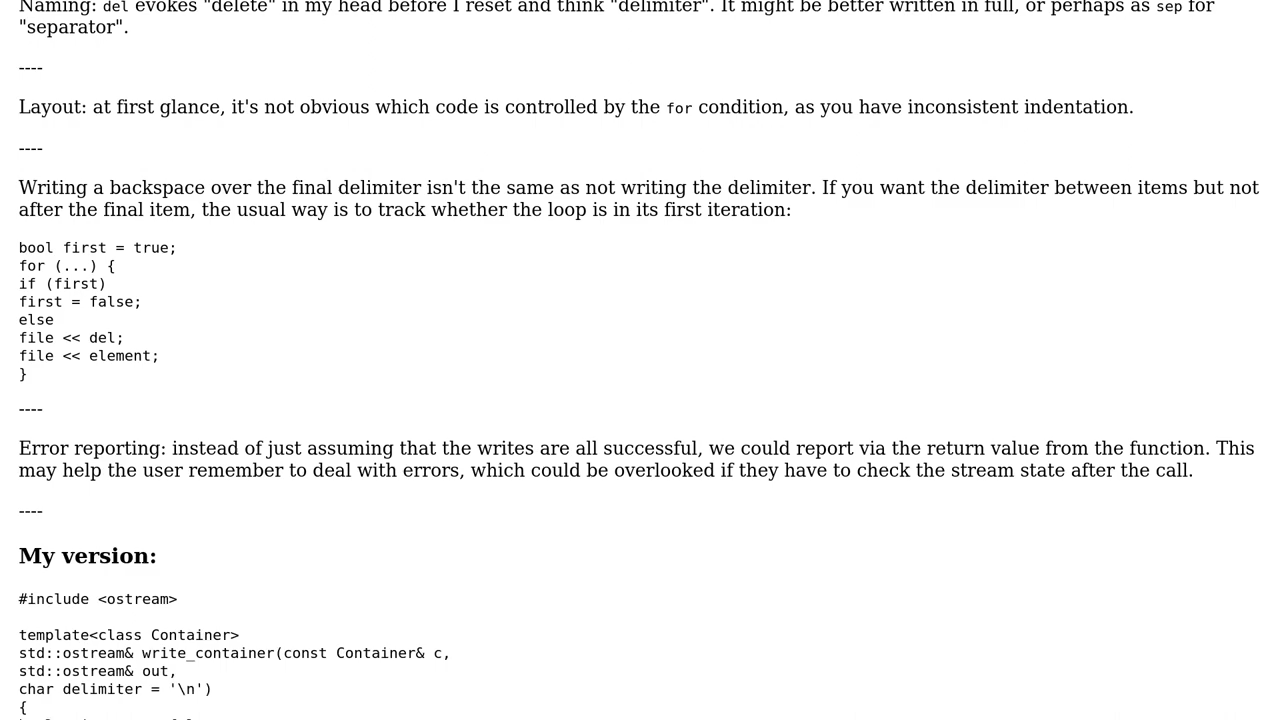 Naming: del evokes "delete" in my head before I reset and think "delimiter". It might be better written in full, or perhaps as sep for
"separator".
----
Layout: at first glance, it's not obvious which code is controlled by the for condition, as you have inconsistent indentation.
----
Writing a backspace over the final delimiter isn't the same as not writing the delimiter. If you want the delimiter between items but not
after the final item, the usual way is to track whether the loop is in its first iteration:
bool first = true;
for (...) {
if (first)
first = false;
else
file << del;
file << element;
}
----
Error reporting: instead of just assuming that the writes are all successful, we could report via the return value from the function. This
may help the user remember to deal with errors, which could be overlooked if they have to check the stream state after the call.
----
My version:
#include <ostream>
template<class Container>
std::ostream& write_container(const Container& c,
std::ostream& out,
char delimiter = '\n')
{